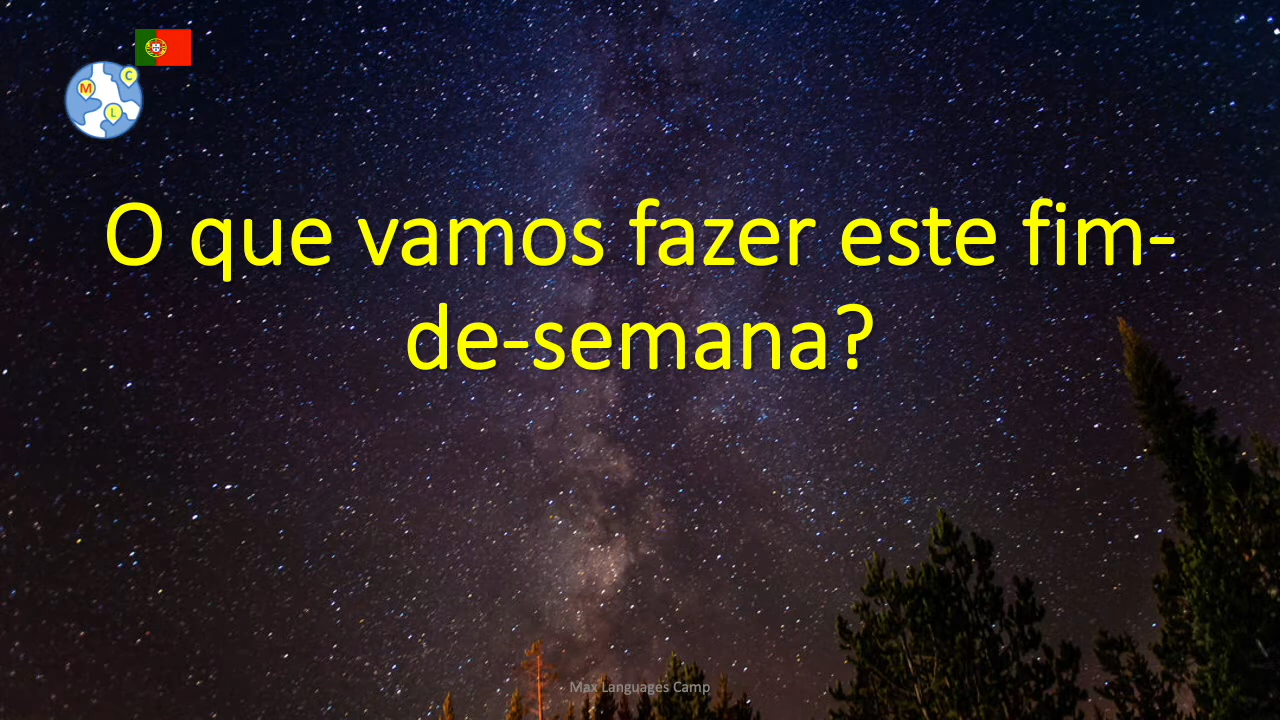 C
M
L
O que vamos fazer este fim-
de-semana?
Max Languages Camp